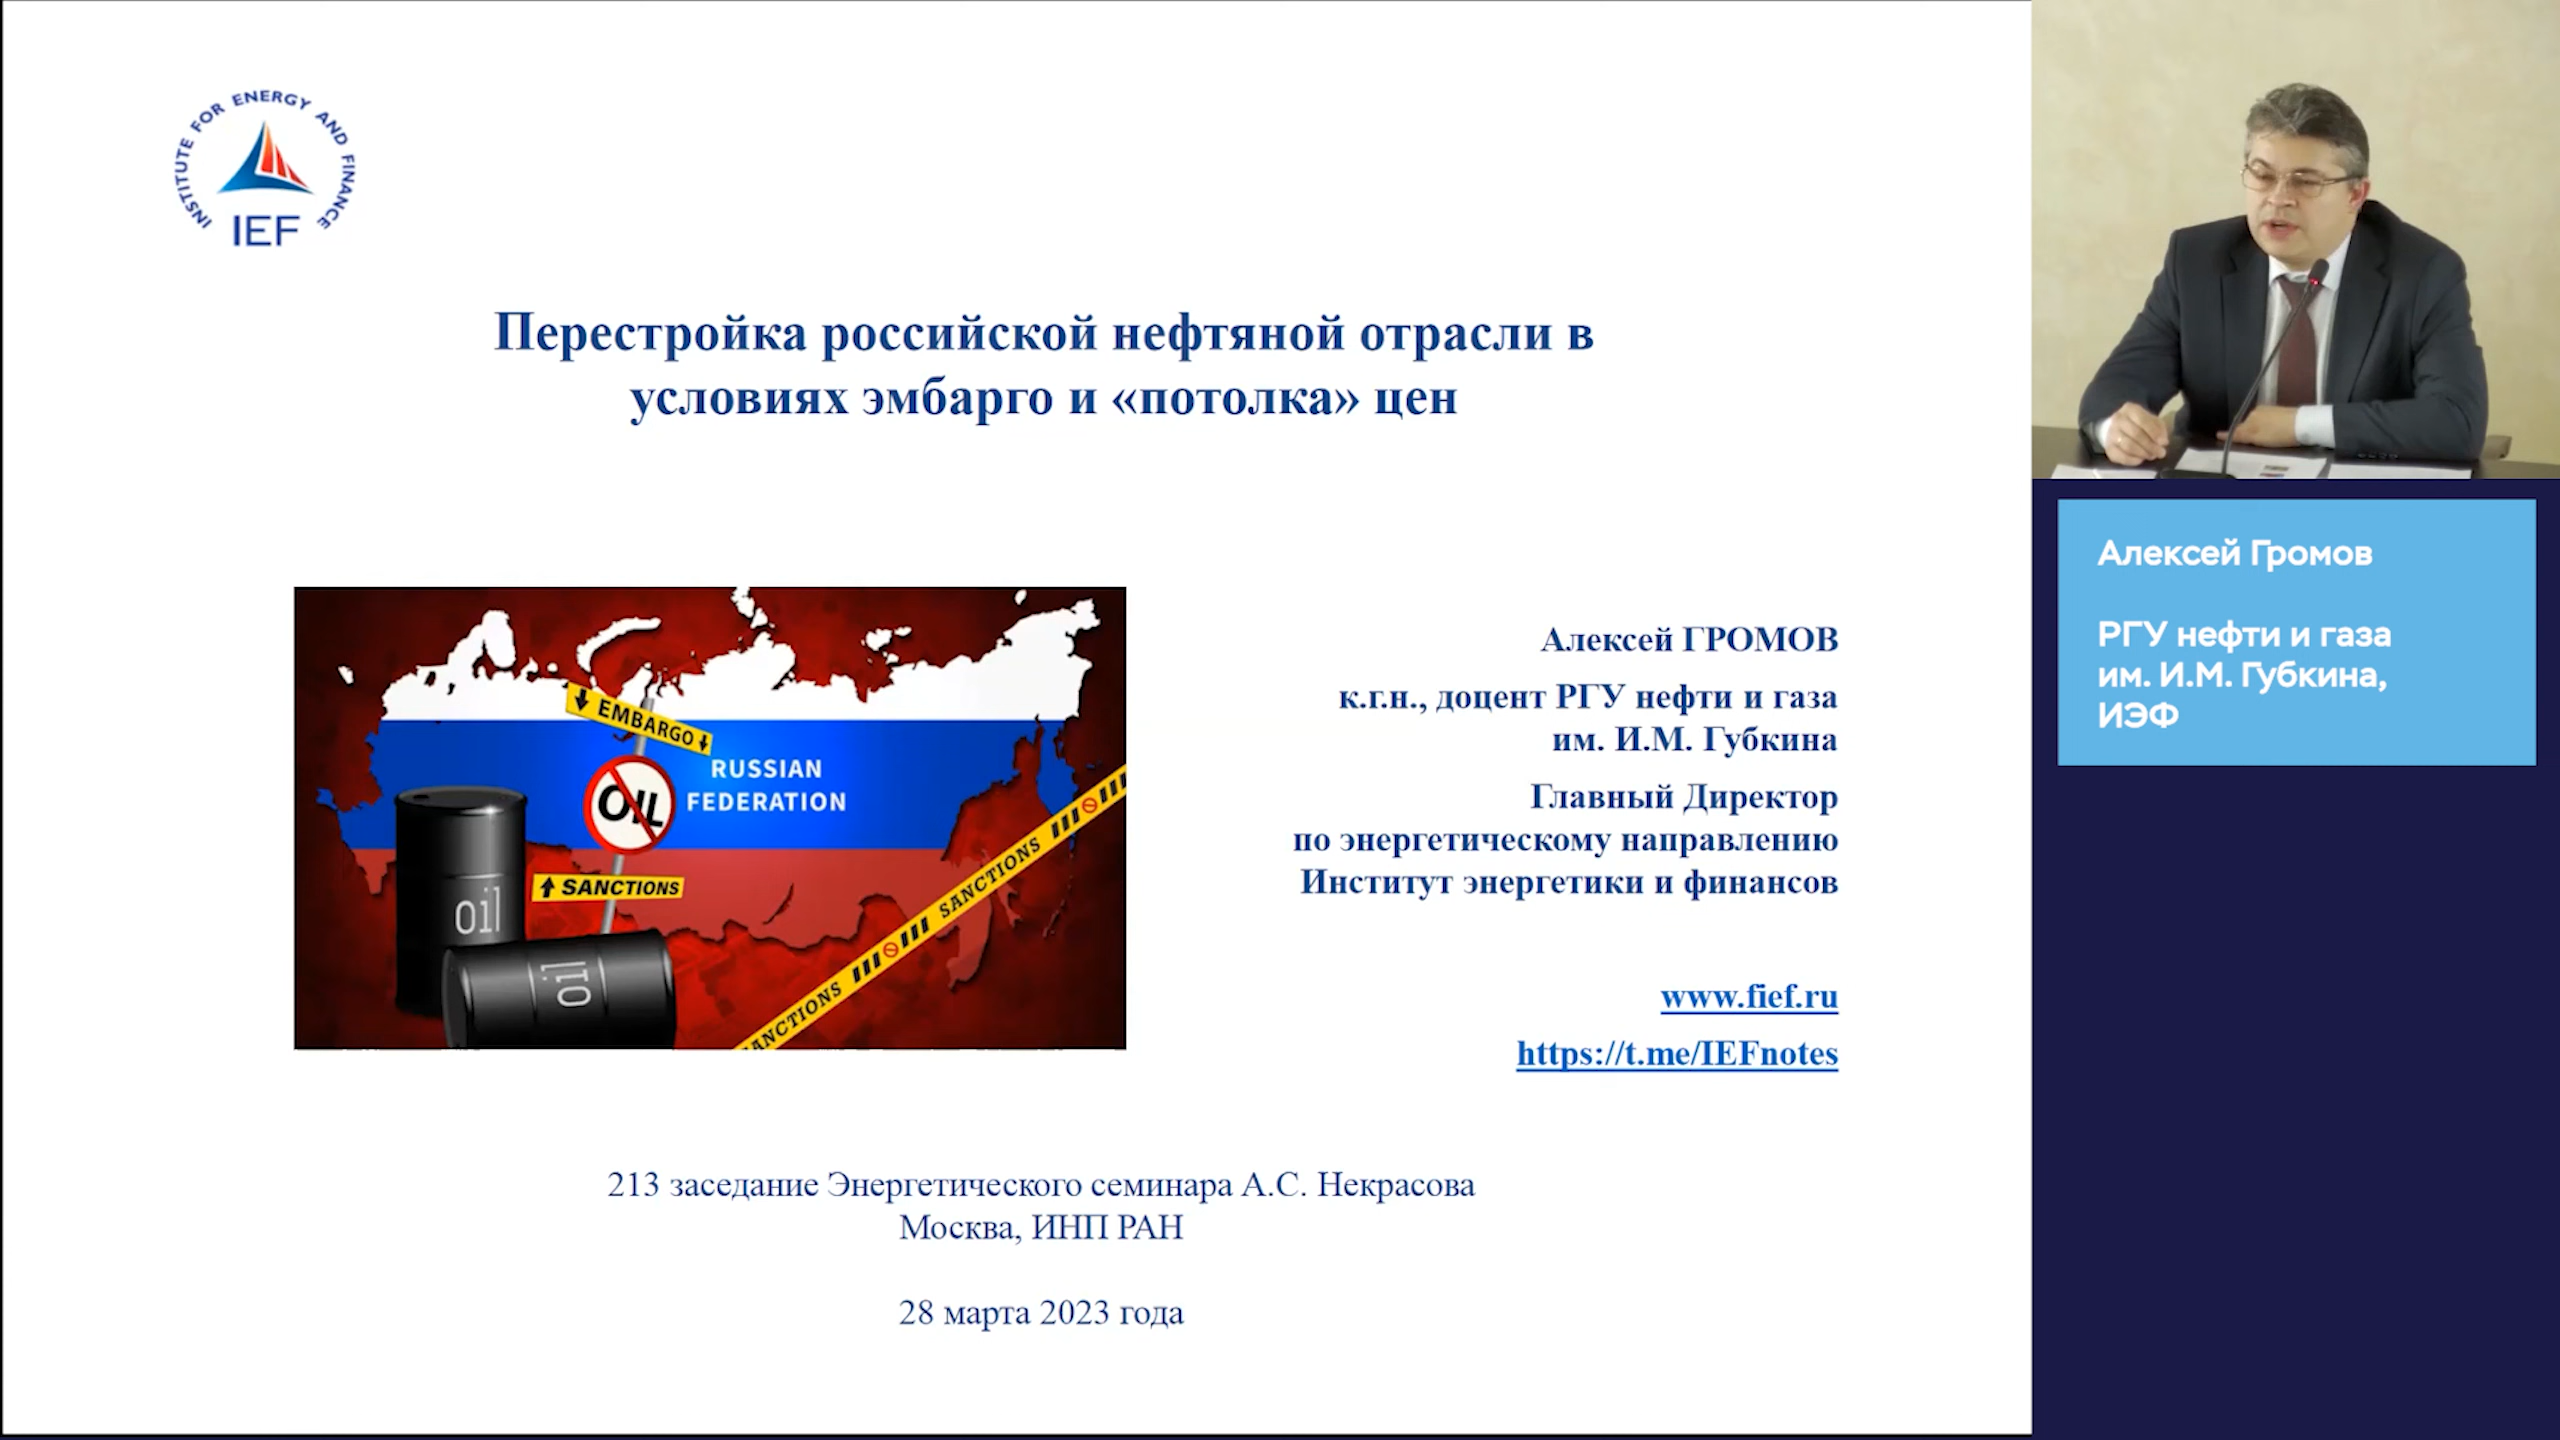 INSTITUTE FOR ENERGY AND FINANCE
IEF
Перестройка российской нефтяной отрасли в
условиях эмбарго и «потолка» цен
EMBARGO
RUSSIAN
FEDERATION
OIL
SANCTIONS
oil
oil
SANCTIONS
ANCTIONS
Алексей ГРОМОВ
к.г.н., доцент РГУ нефти и газа
им. И.М. Губкина
Главный Директор
по энергетическому направлению
Институт энергетики и финансов
www.fief.ru
https://t.me/IEFnotes
213 заседание Энергетического семинара А.С. Некрасова
Москва, ИНП РАН
28 марта 2023 года
Алексей Громов
РГУ нефти и газа
им. И.М. Губкина,
ИЭФ